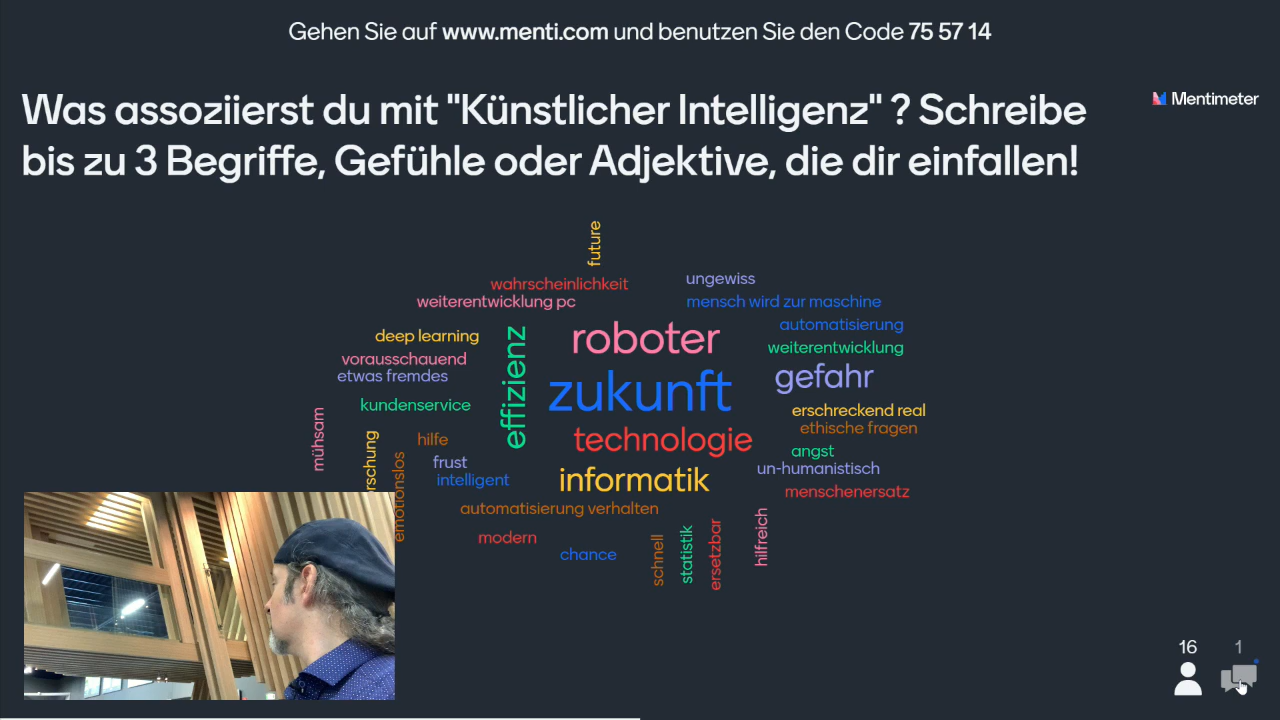 Gehen Sie auf www.menti.com und benutzen Sie den Code 75 57 14
Was assoziierst du mit "Künstlicher Intelligenz" ? Schreibe
bis zu 3 Begriffe, Gefühle oder Adjektive, die dir einfallen!
Mentimeter
future
wahrscheinlichkeit
ungewiss
weiterentwicklung pc
mensch wird zur maschine
automatisierung
deep learning
effizienz
roboter
weiterentwicklung
vorausschauend
etwas fremdes
zukunft
gefahr
kundenservice
erschreckend real
ethische fragen
mühsam
hilfe
technologie
angst
frust
un-humanistisch
intelligent
informatik
menschenersatz
emotionslos
automatisierung verhalten
modern
chance
schnell
statistik
ersetzbar
hilfreich
16
1